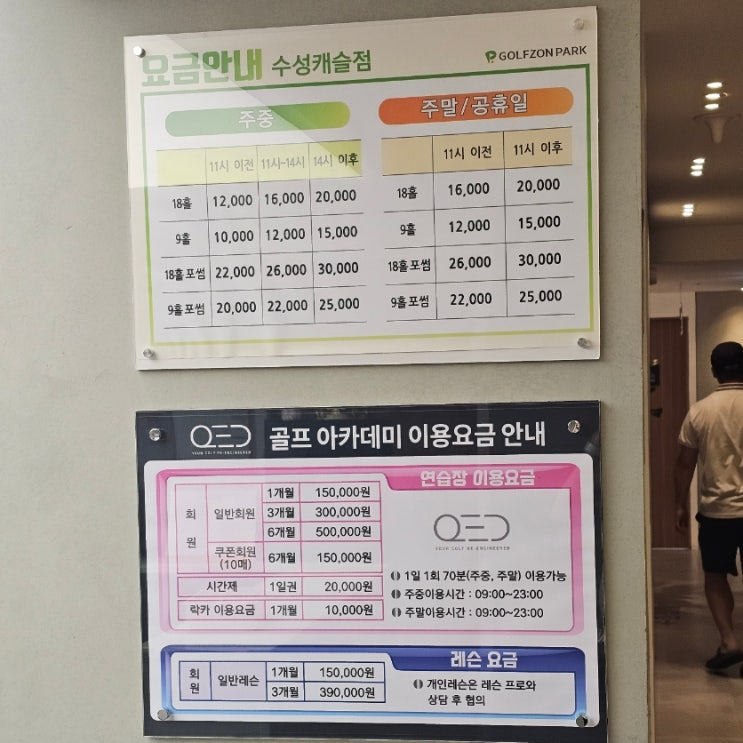 요금안내 수성캐슬점 GOLFZON PARK
주중
11시 이전 11시~14시 14시 이후
18홀 12,000 16,000 20,000
9홀 10,000 12,000 15,000
18홀포썸 22,000 26,000 30,000
9홀포썸 20,000 22,000 25,000
주말/공휴일
11시 이전 11시 이후
18홀 16,000 20,000
9홀 12,000 15,000
18홀포썸 26,000 30,000
9홀포썸 22,000 25,000
QED 골프 아카데미 이용요금 안내
YOUR GOLF RE-ENGINEERED
연습장 이용요금
회원 일반회원 1개월 150,000원
3개월 300,000원
6개월 500,000원
쿠폰회원 (10매) 6개월 150,000원
시간제 1일권 20,000원
락카 이용요금 1개월 10,000원
QED
YOUR GOLF RE-ENGINEERED
1일 1회 70분(주중, 주말) 이용가능
주중이용시간 : 09:00~23:00
주말이용시간 : 09:00~23:00
레슨 요금
회원 일반레슨 1개월 150,000원
3개월 390,000원
개인레슨은 레슨 프로와
상담 후 협의